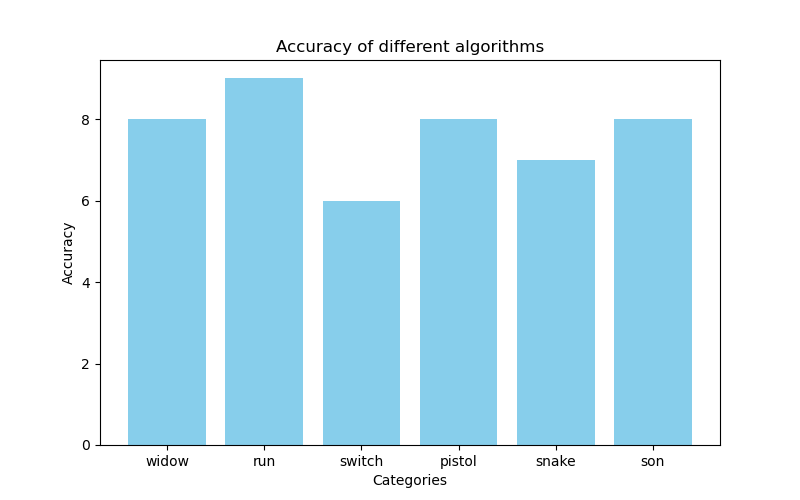 Accuracy of different algorithms
Accuracy
8
6
4
2
0
widow run switch pistol snake son
Categories